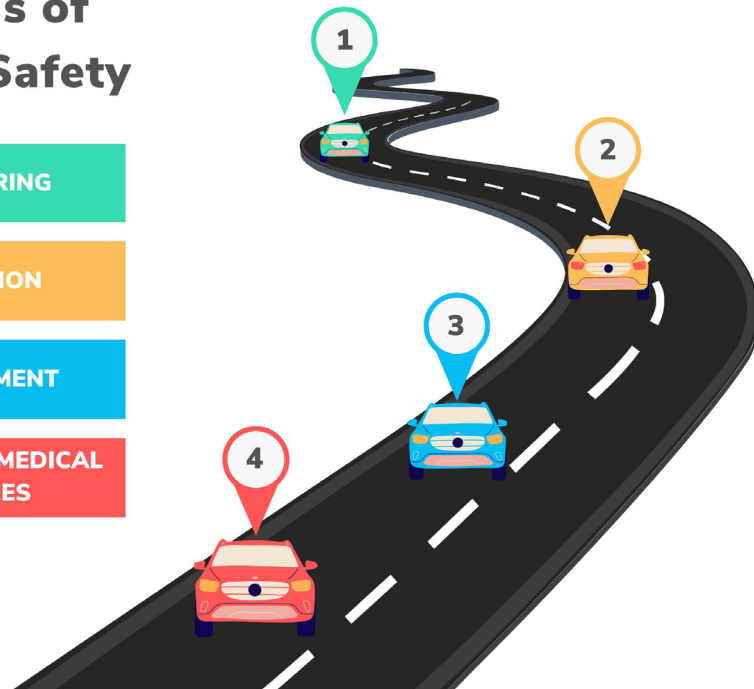 s of
Safety
RING
ION
MENT
MEDICAL
ES
1
2
3
4